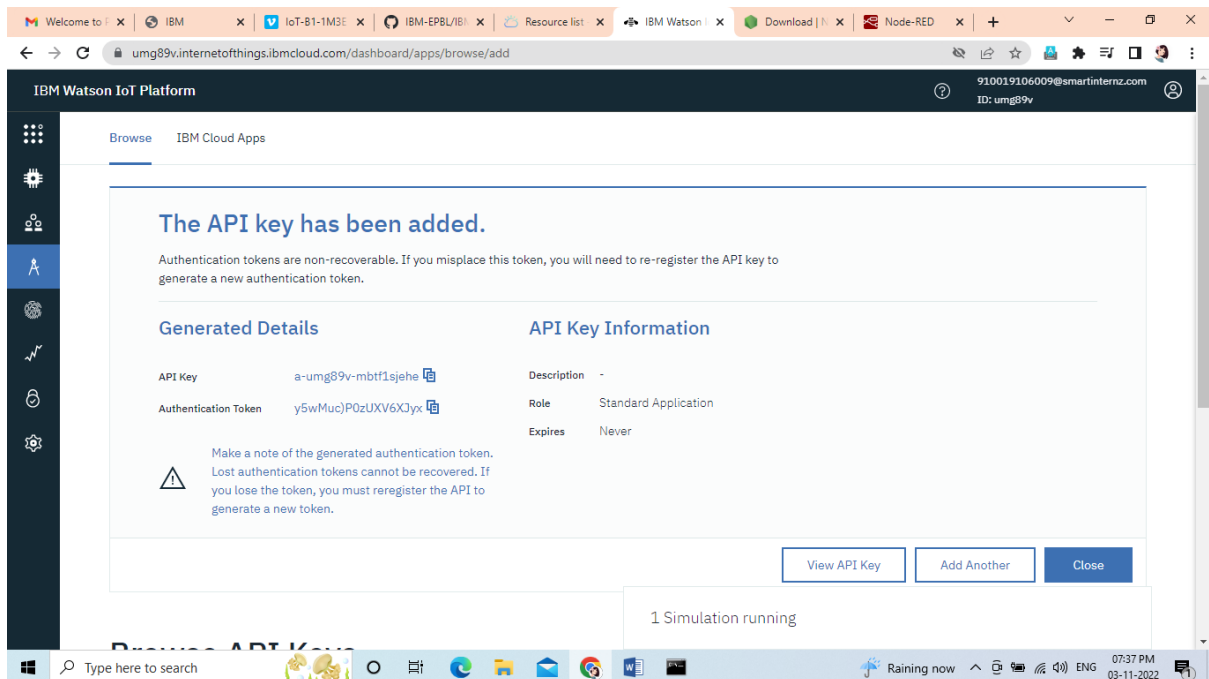 Welcome to P
IBM
IoT-B1-1M3E
IBM-EPBL/IBM
Resource list
IBM Watson I
Download | N
Node-RED
umg89v.internetofthings.ibmcloud.com/dashboard/apps/browse/add
IBM Watson IoT Platform
910019106009@smartinternz.com
ID: umg89v
Browse IBM Cloud Apps
The API key has been added.
Authentication tokens are non-recoverable. If you misplace this token, you will need to re-register the API key to
generate a new authentication token.
Generated Details
API Key a-umg89v-mbtf1sjehe
Authentication Token y5wMuc)P0zUXV6XJyx
Make a note of the generated authentication token.
Lost authentication tokens cannot be recovered. If
you lose the token, you must reregister the API to
generate a new token.
API Key Information
Description -
Role Standard Application
Expires Never
View API Key
Add Another
Close
1 Simulation running
Browse API Keys
Type here to search
Raining now
ENG
07:37 PM
03-11-2022